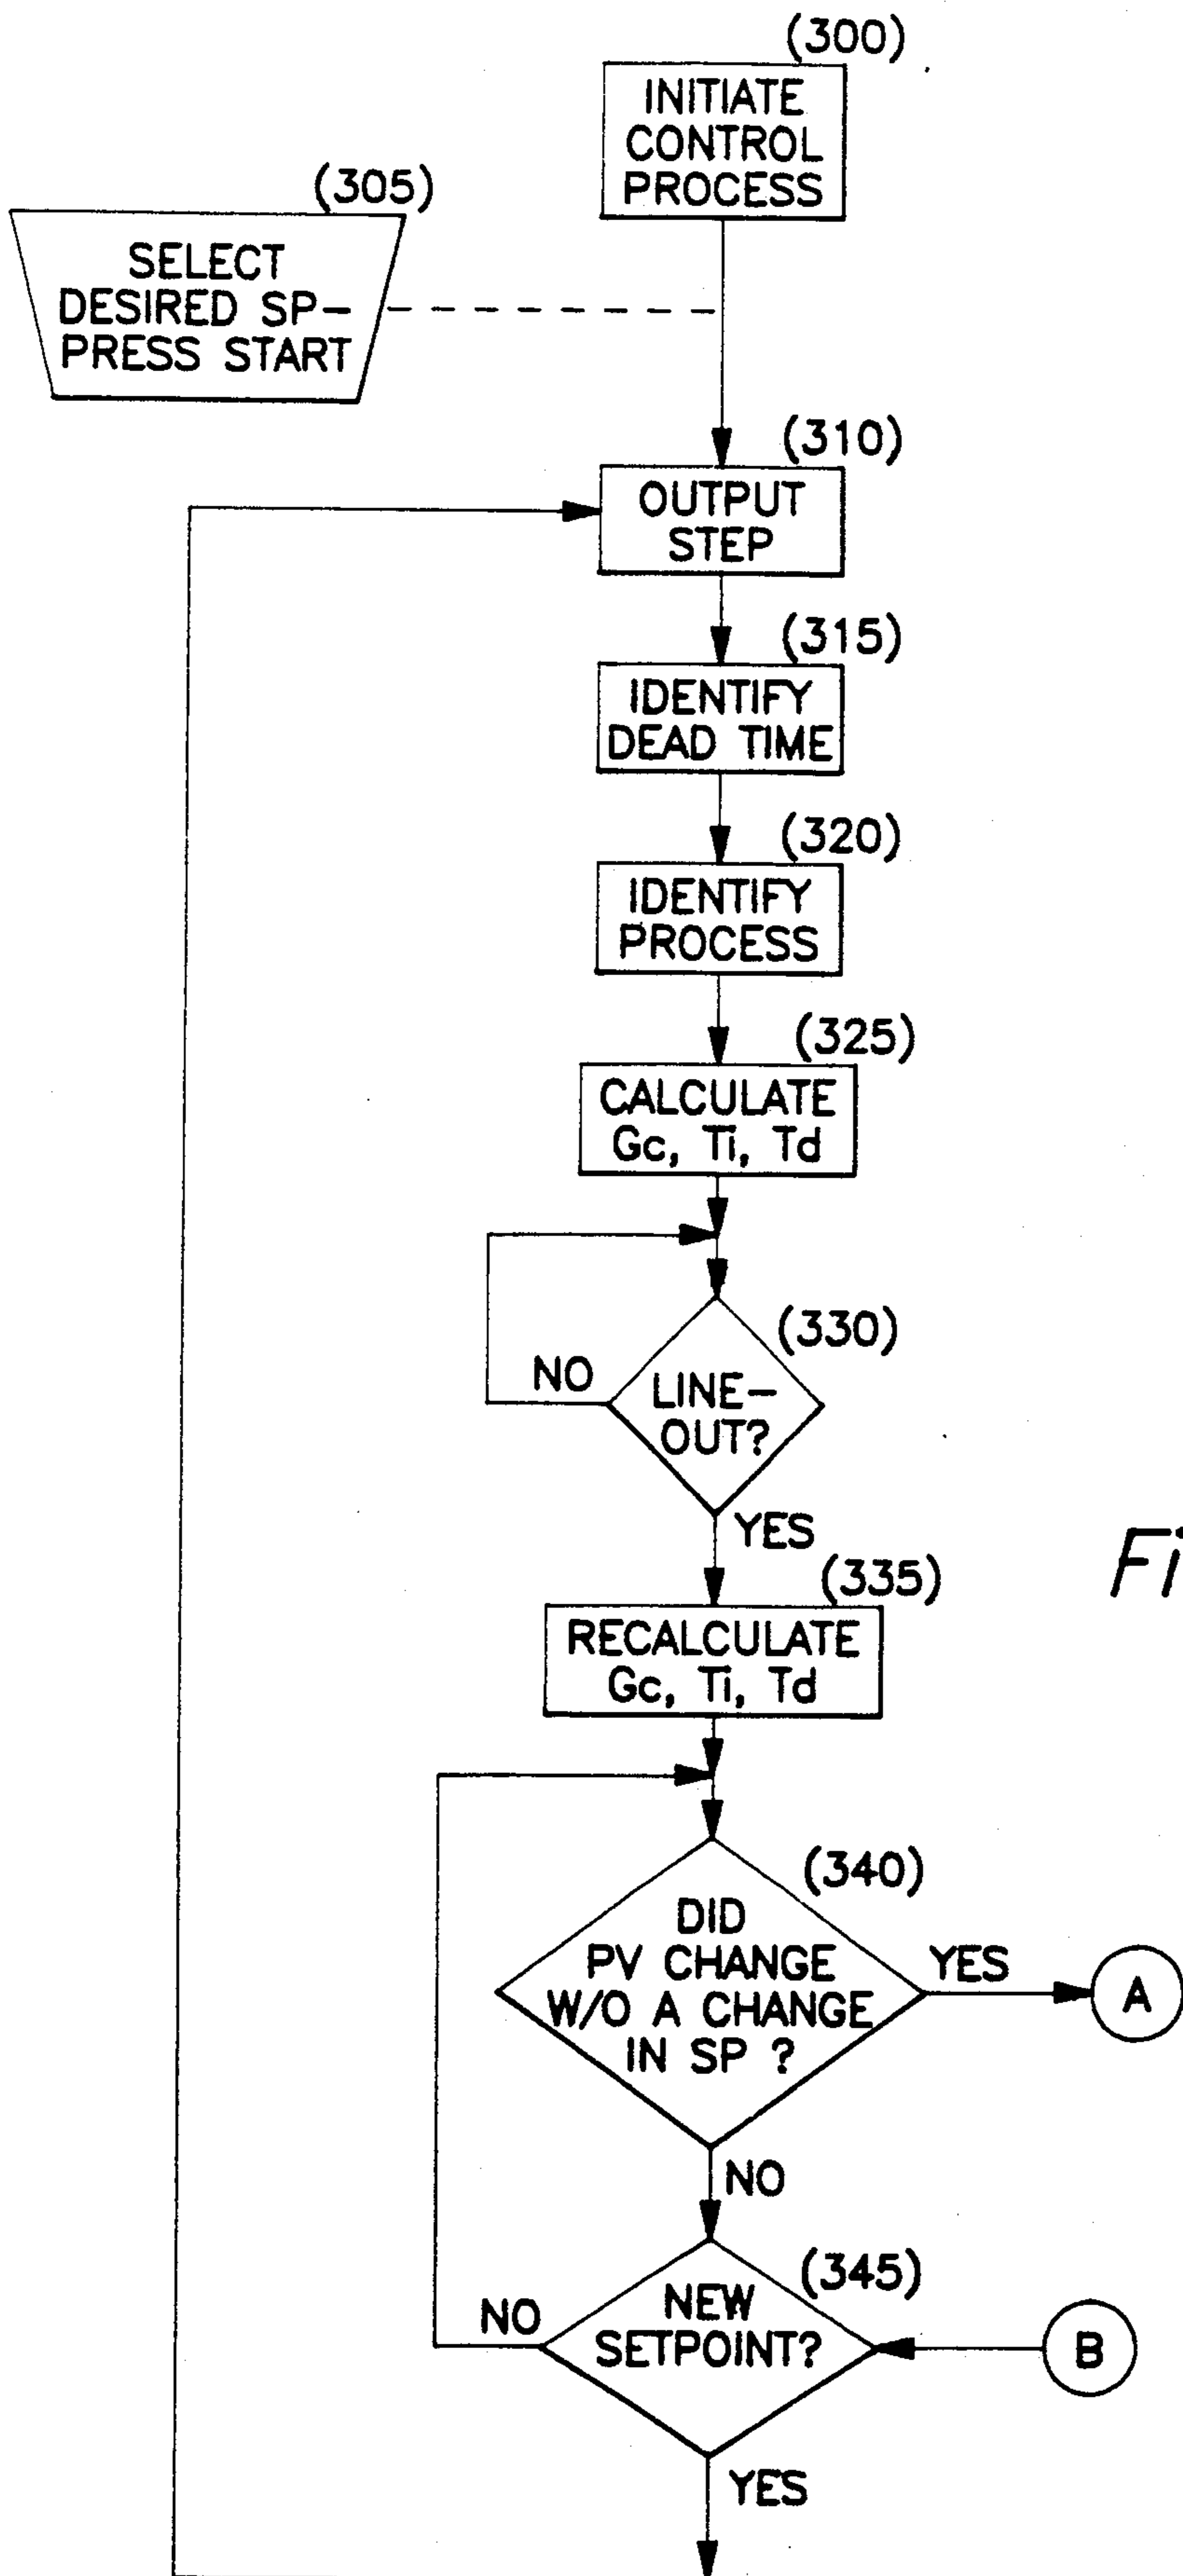 (300)
INITIATE
CONTROL
PROCESS
(305)
SELECT
DESIRED SP-
PRESS START
(310)
OUTPUT
STEP
(315)
IDENTIFY
DEAD TIME
(320)
IDENTIFY
PROCESS
(325)
CALCULATE
Gc, Ti, Td
(330)
NO
LINE-
OUT?
YES
(335)
RECALCULATE
Gc, Ti, Td
Fi
(340)
DID
PV CHANGE
W/O A CHANGE
IN SP ?
YES
A
NO
(345)
NO
NEW
SETPOINT?
B
YES